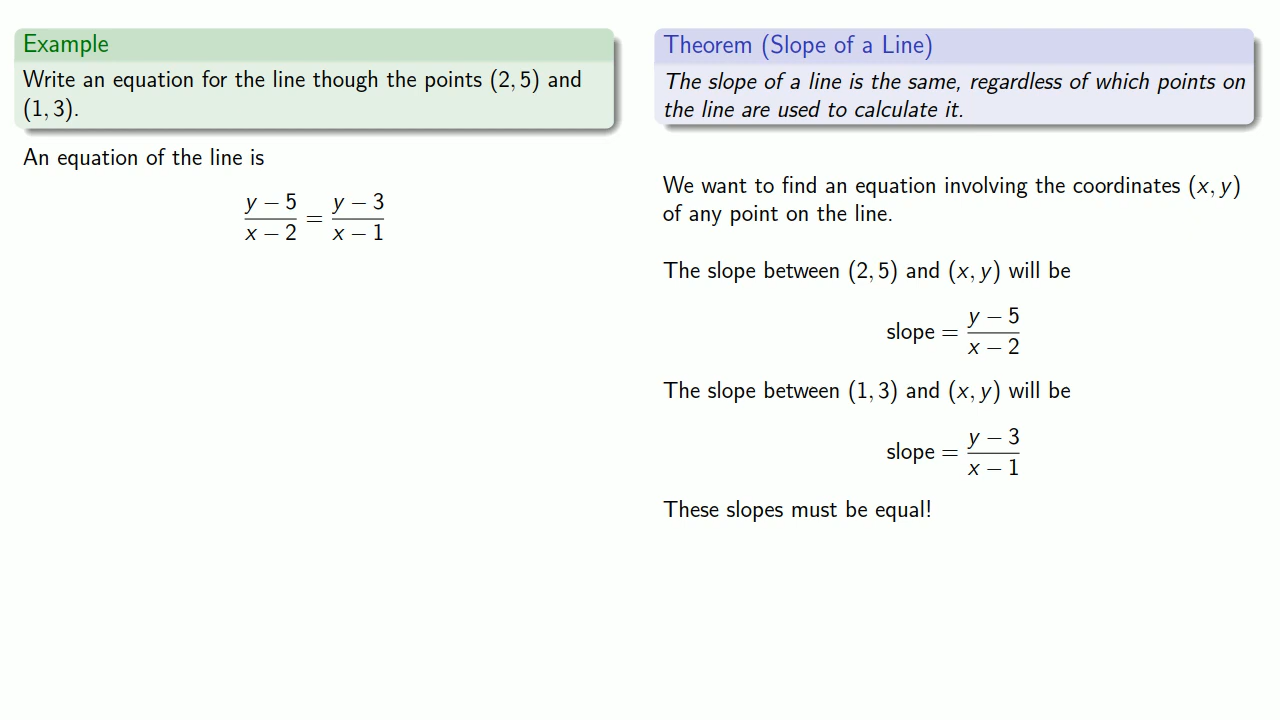 Example
Write an equation for the line though the points (2, 5) and
(1, 3).
An equation of the line is
\frac{y − 5}{x − 2} = \frac{y − 3}{x − 1}
Theorem (Slope of a Line)
The slope of a line is the same, regardless of which points on
the line are used to calculate it.
We want to find an equation involving the coordinates (x, y)
of any point on the line.
The slope between (2, 5) and (x, y) will be
slope = \frac{y − 5}{x − 2}
The slope between (1, 3) and (x, y) will be
slope = \frac{y − 3}{x − 1}
These slopes must be equal!